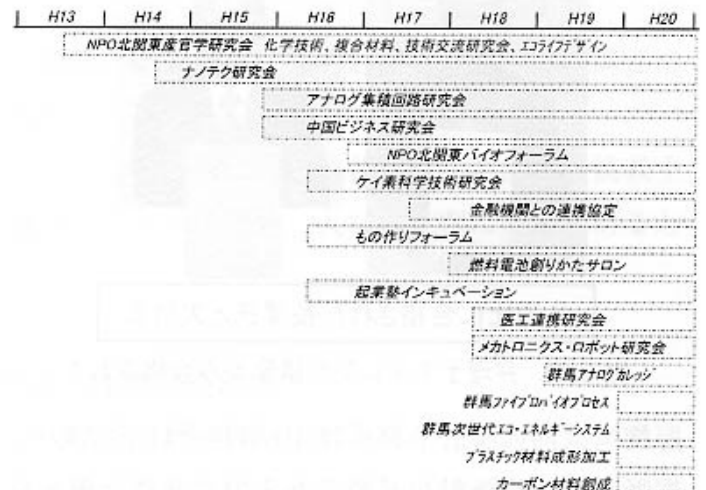 H13 H14 H15 H16 H17 H18 H19 H20
NPO北関東産官学研究会 化学技術、複合材料、技術交流研究会、エコライフデザイン
ナノテク研究会
アナログ集積回路研究会
中国ビジネス研究会
NPO北関東バイオフォーラム
ケイ素科学技術研究会
金融機関との連携協定
もの作りフォーラム
燃料電池創りかたサロン
起業塾インキュベーション
医工連携研究会
メカトロニクス・ロボット研究会
群馬アナログカレッジ
群馬ファイプロバイオプロセス
群馬次世代エコ・エネルギーシステム
プラスチック材料成形加工
カーボン材料創成